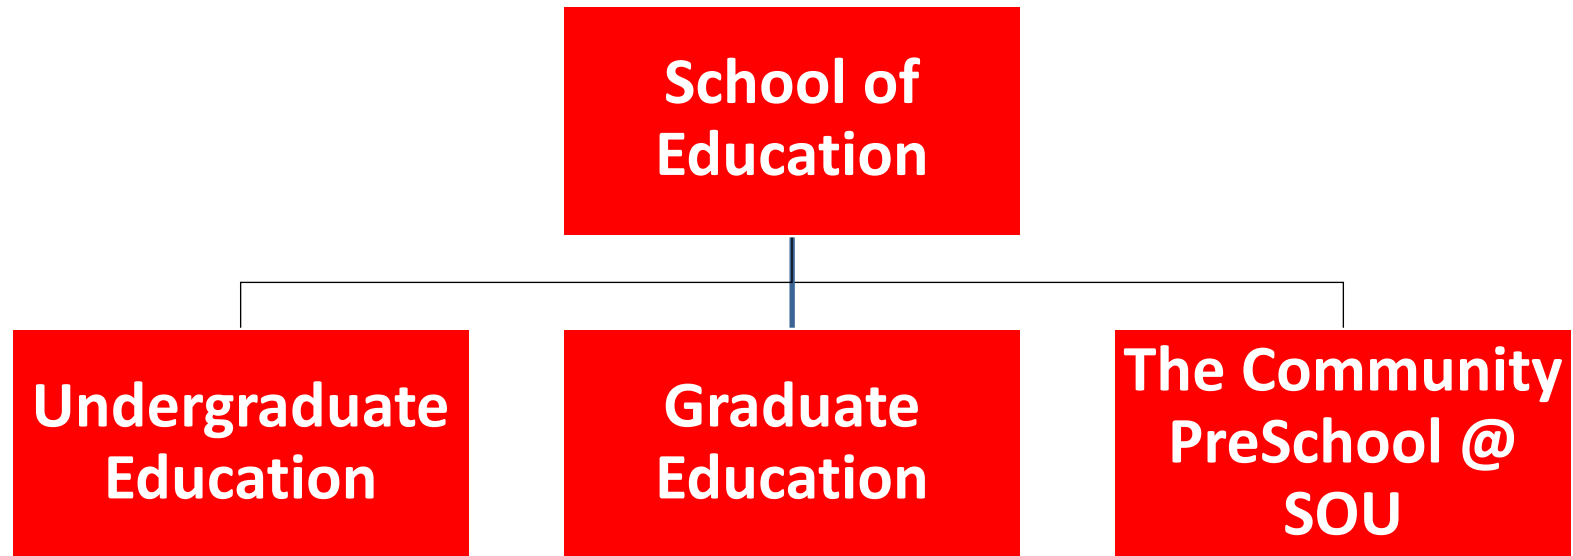 School of
Education
Undergraduate
Education
Graduate
Education
The Community
PreSchool @
SOU